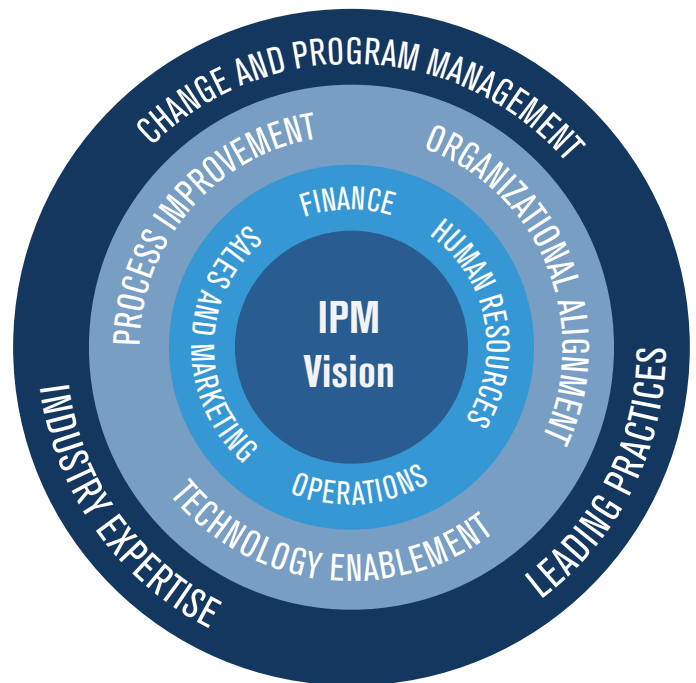 CHANGE AND PROGRAM MANAGEMENT
PROCESS IMPROVEMENT
ORGANIZATIONAL ALIGNMENT
FINANCE
SALES AND MARKETING
HUMAN RESOURCES
IPM
Vision
OPERATIONS
TECHNOLOGY ENABLEMENT
INDUSTRY EXPERTISE
LEADING PRACTICES